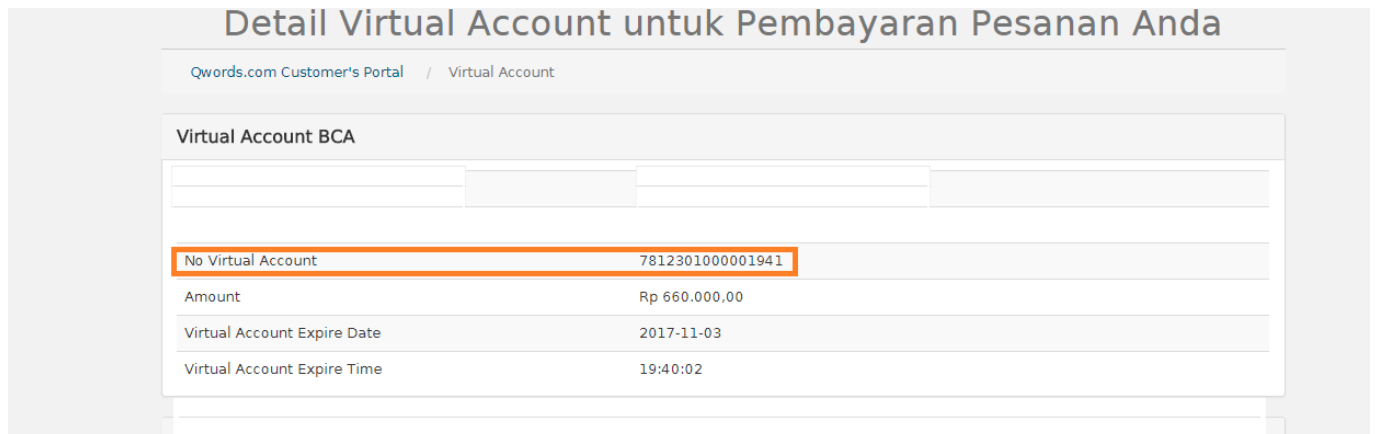 Detail Virtual Account untuk Pembayaran Pesanan Anda
Qwords.com Customer's Portal / Virtual Account
Virtual Account BCA
No Virtual Account 7812301000001941
Amount Rp 660.000,00
Virtual Account Expire Date 2017-11-03
Virtual Account Expire Time 19:40:02